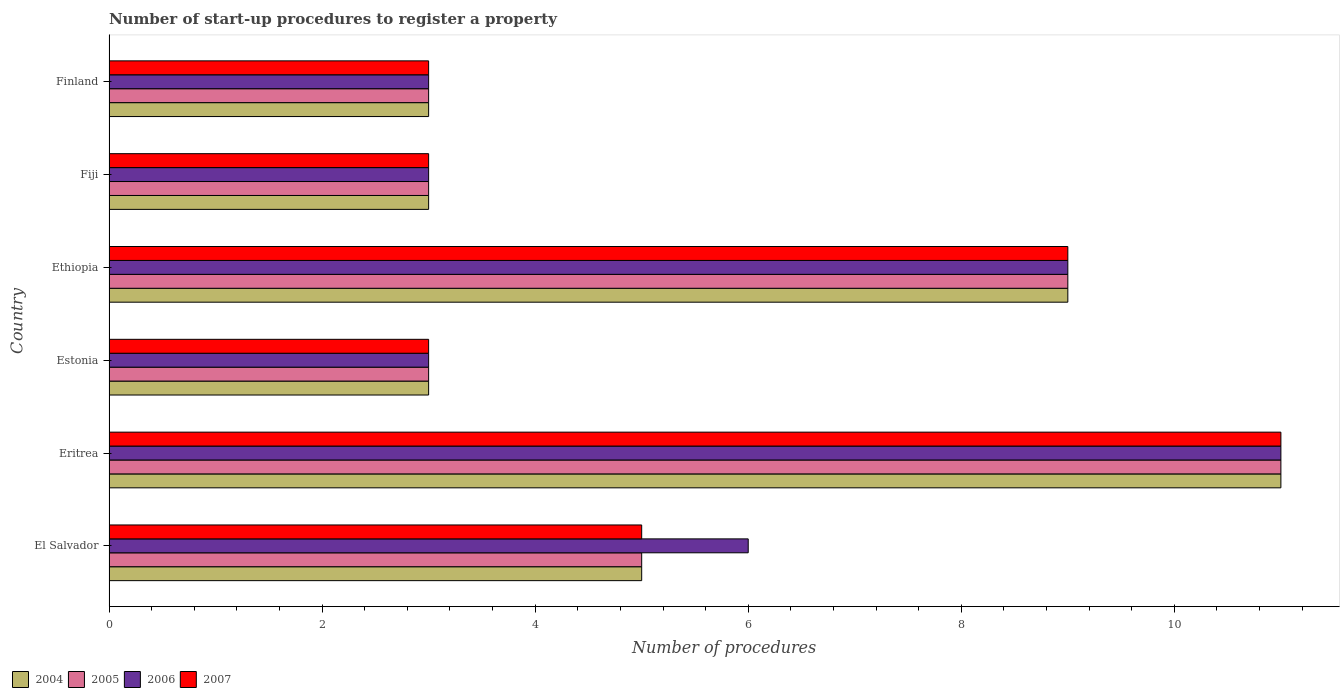 Number of start-up procedures to register a property
Finland
Fiji
Ethiopia
Estonia
Eritrea
El Salvador
Country
0
2
4
6
8
10
Number of procedures
2004
2005
2006
2007